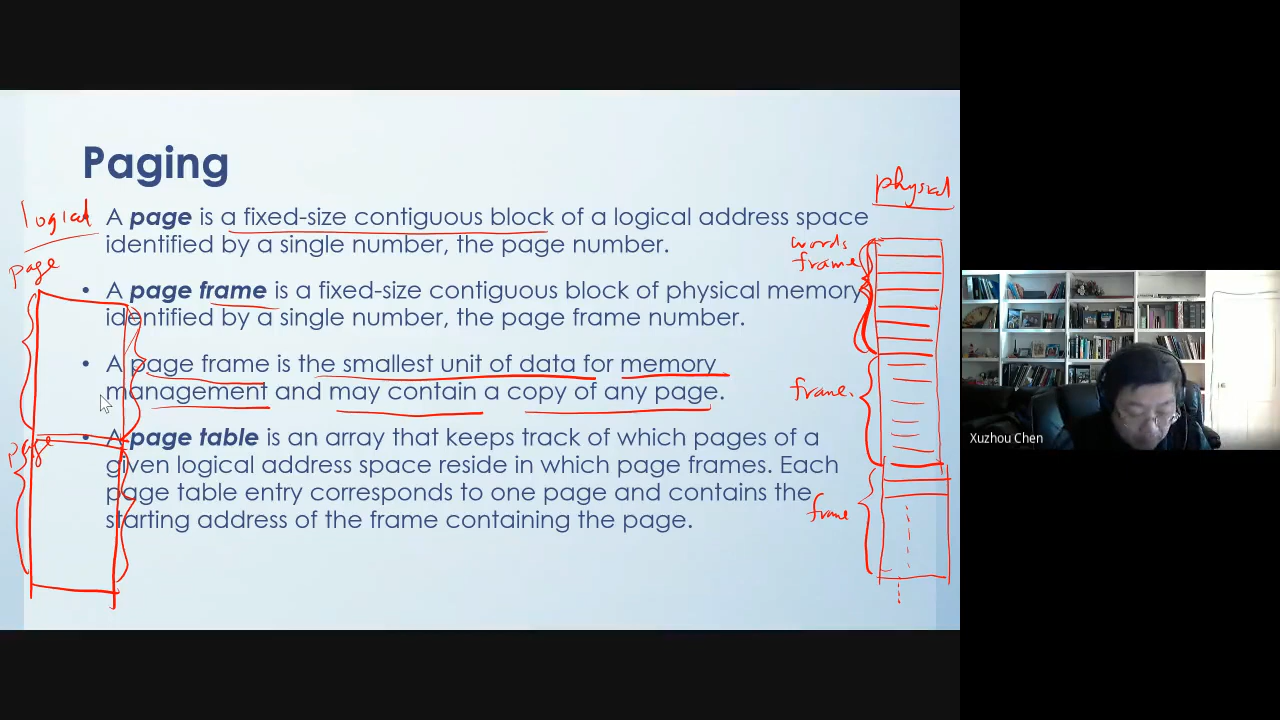 Paging
physical
logical
A page is a fixed-size contiguous block of a logical address space
identified by a single number, the page number.
words
frame
page
• A page frame is a fixed-size contiguous block of physical memory
identified by a single number, the page frame number.
• A page frame is the smallest unit of data for memory
management and may contain a copy of any page.
frame.
• A page table is an array that keeps track of which pages of a
given logical address space reside in which page frames. Each
page table entry corresponds to one page and contains the
starting address of the frame containing the page.
page
frame
Xuzhou Chen